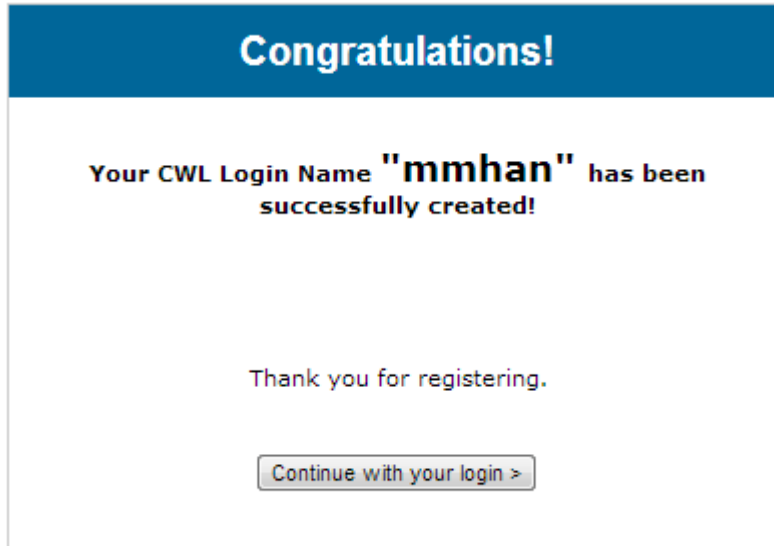 Congratulations!
Your CWL Login Name "mmhan" has been
successfully created!
Thank you for registering.
Continue with your login >